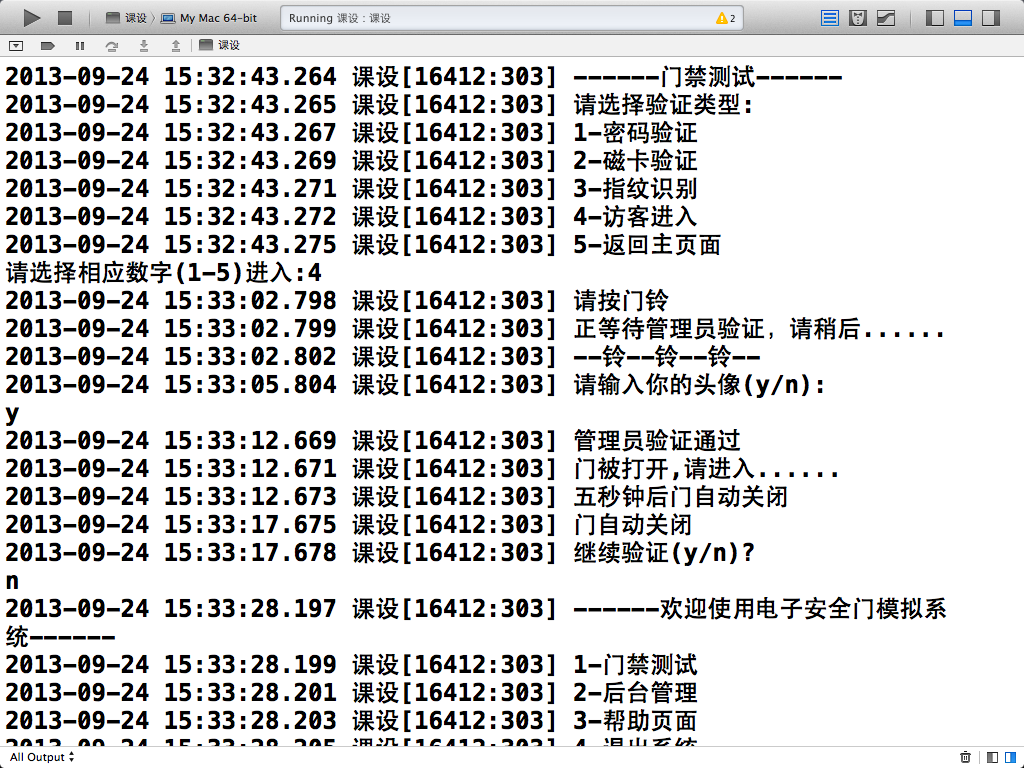 课设 〉 My Mac 64-bit
Running 课设 : 课设
2
课设
2013-09-24 15:32:43.264 课设[16412:303] ------门禁测试------
2013-09-24 15:32:43.265 课设[16412:303] 请选择验证类型:
2013-09-24 15:32:43.267 课设[16412:303] 1-密码验证
2013-09-24 15:32:43.269 课设[16412:303] 2-磁卡验证
2013-09-24 15:32:43.271 课设[16412:303] 3-指纹识别
2013-09-24 15:32:43.272 课设[16412:303] 4-访客进入
2013-09-24 15:32:43.275 课设[16412:303] 5-返回主页面
请选择相应数字(1-5)进入:4
2013-09-24 15:33:02.798 课设[16412:303] 请按门铃
2013-09-24 15:33:02.799 课设[16412:303] 正等待管理员验证，请稍后......
2013-09-24 15:33:02.802 课设[16412:303] --铃--铃--铃--
2013-09-24 15:33:05.804 课设[16412:303] 请输入你的头像(y/n):
y
2013-09-24 15:33:12.669 课设[16412:303] 管理员验证通过
2013-09-24 15:33:12.671 课设[16412:303] 门被打开,请进入......
2013-09-24 15:33:12.673 课设[16412:303] 五秒钟后门自动关闭
2013-09-24 15:33:17.675 课设[16412:303] 门自动关闭
2013-09-24 15:33:17.678 课设[16412:303] 继续验证(y/n)?
n
2013-09-24 15:33:28.197 课设[16412:303] ------欢迎使用电子安全门模拟系
统------
2013-09-24 15:33:28.199 课设[16412:303] 1-门禁测试
2013-09-24 15:33:28.201 课设[16412:303] 2-后台管理
2013-09-24 15:33:28.203 课设[16412:303] 3-帮助页面
2013-09-24 15:33:28.205 课设[16412:303] 4-退出系统
All Output